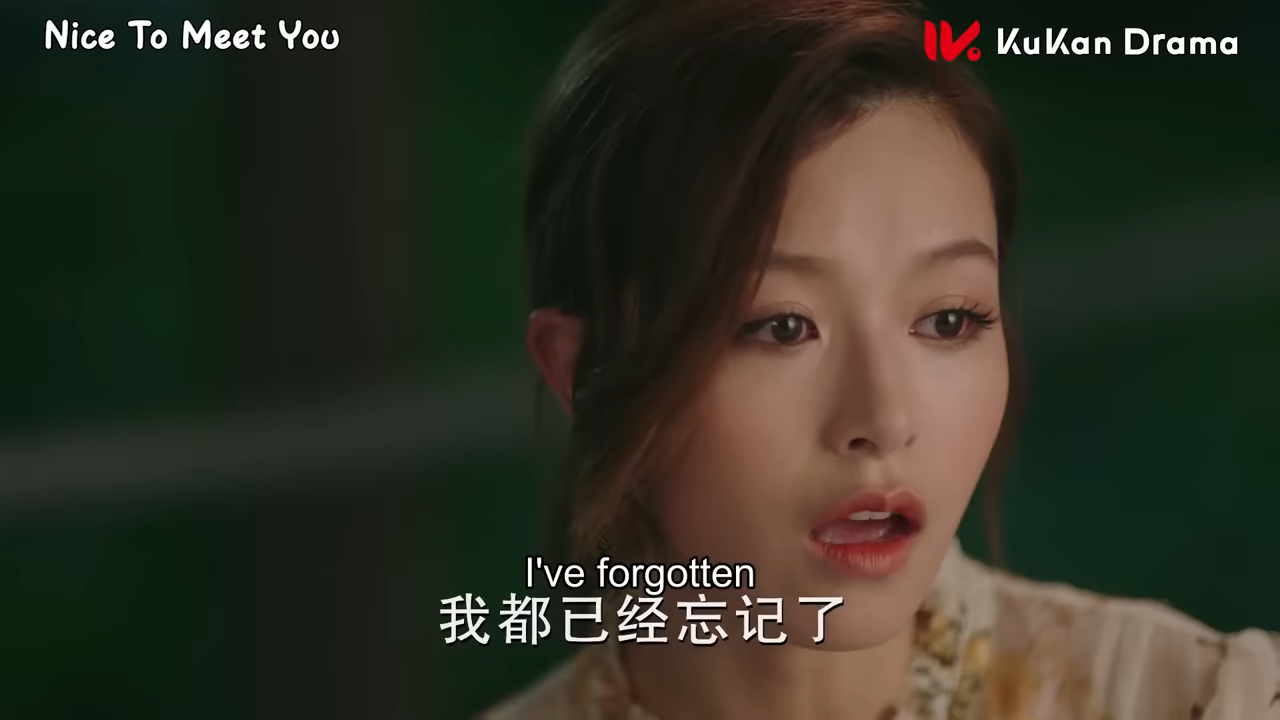 Nice To Meet You
KuKan Drama
I've forgotten
我都已经忘记了